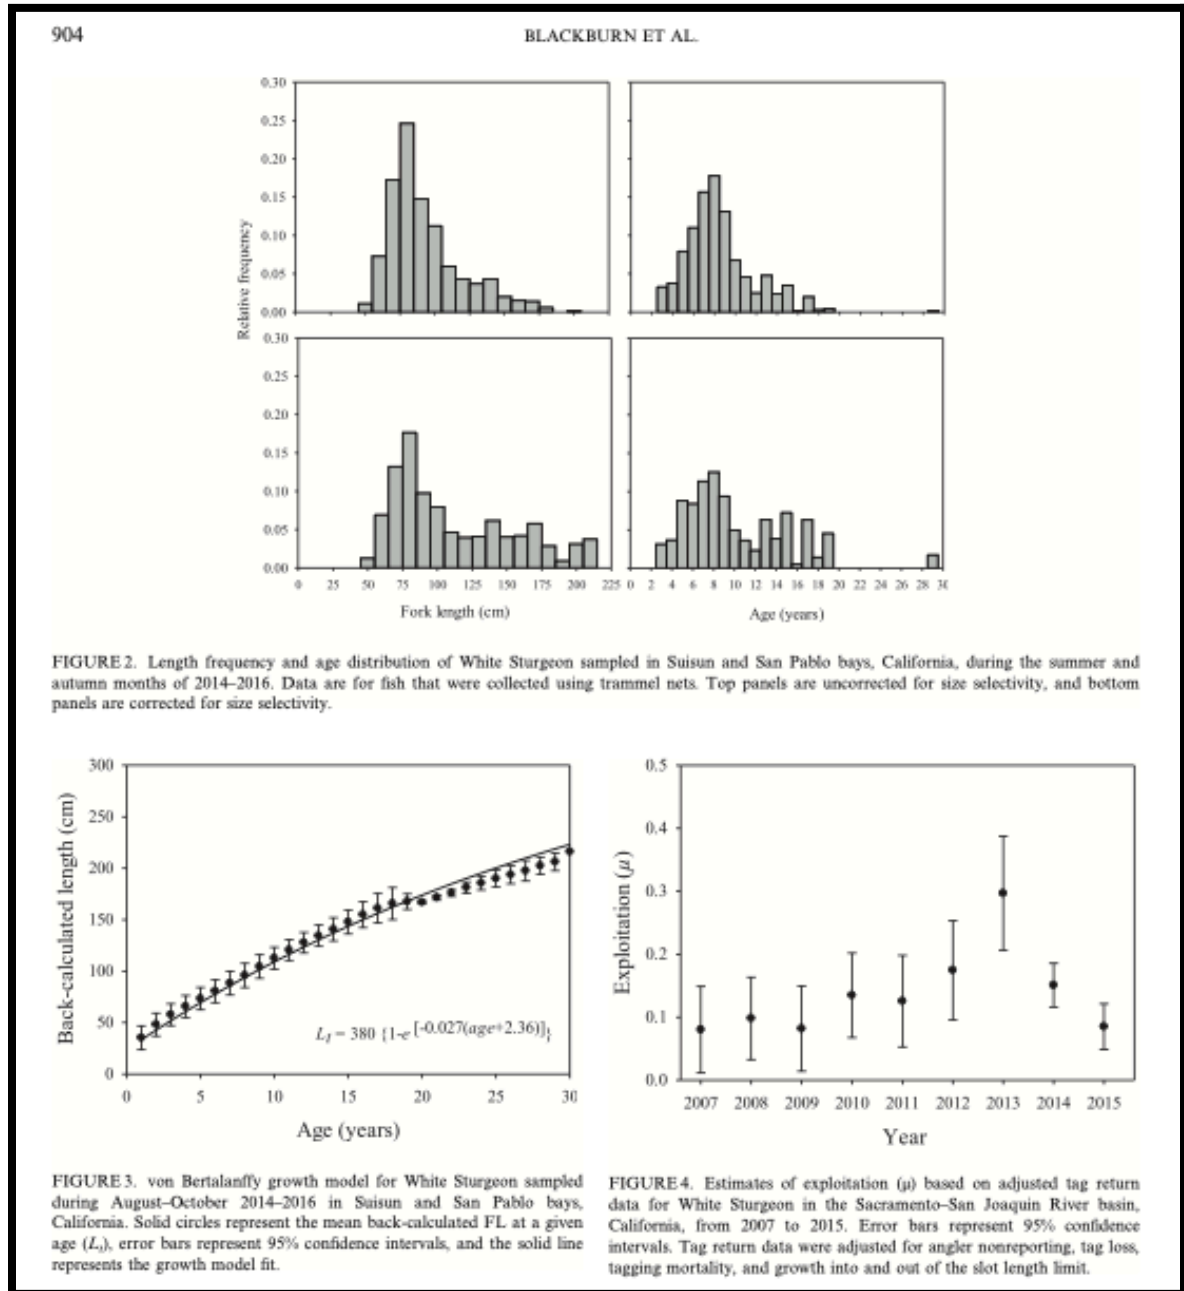 904
BLACKBURN ET AL.
0.30
0.25
0.20
0.15
0.10
0.05
0.00
Relative frequency
0.30
0.25
0.20
0.15
0.10
0.05
0.00
0 25 50 75 100 125 150 175 200 225
0 2 4 6 8 10 12 14 16 18 20 22 24 26 28 30
Fork length (cm)
Age (years)
FIGURE 2. Length frequency and age distribution of White Sturgeon sampled in Suisun and San Pablo bays, California, during the summer and
autumn months of 2014–2016. Data are for fish that were collected using trammel nets. Top panels are uncorrected for size selectivity, and bottom
panels are corrected for size selectivity.
300
250
200
150
100
50
0
Back-calculated length (cm)
L_t = 380 {1-e^[-0.027(age+2.36)]}
0 5 10 15 20 25 30
Age (years)
FIGURE 3. von Bertalanffy growth model for White Sturgeon sampled
during August–October 2014–2016 in Suisun and San Pablo bays,
California. Solid circles represent the mean back-calculated FL at a given
age (L_t), error bars represent 95% confidence intervals, and the solid line
represents the growth model fit.
0.5
0.4
0.3
0.2
0.1
0.0
Exploitation (μ)
2007 2008 2009 2010 2011 2012 2013 2014 2015
Year
FIGURE 4. Estimates of exploitation (μ) based on adjusted tag return
data for White Sturgeon in the Sacramento–San Joaquin River basin,
California, from 2007 to 2015. Error bars represent 95% confidence
intervals. Tag return data were adjusted for angler nonreporting, tag loss,
tagging mortality, and growth into and out of the slot length limit.